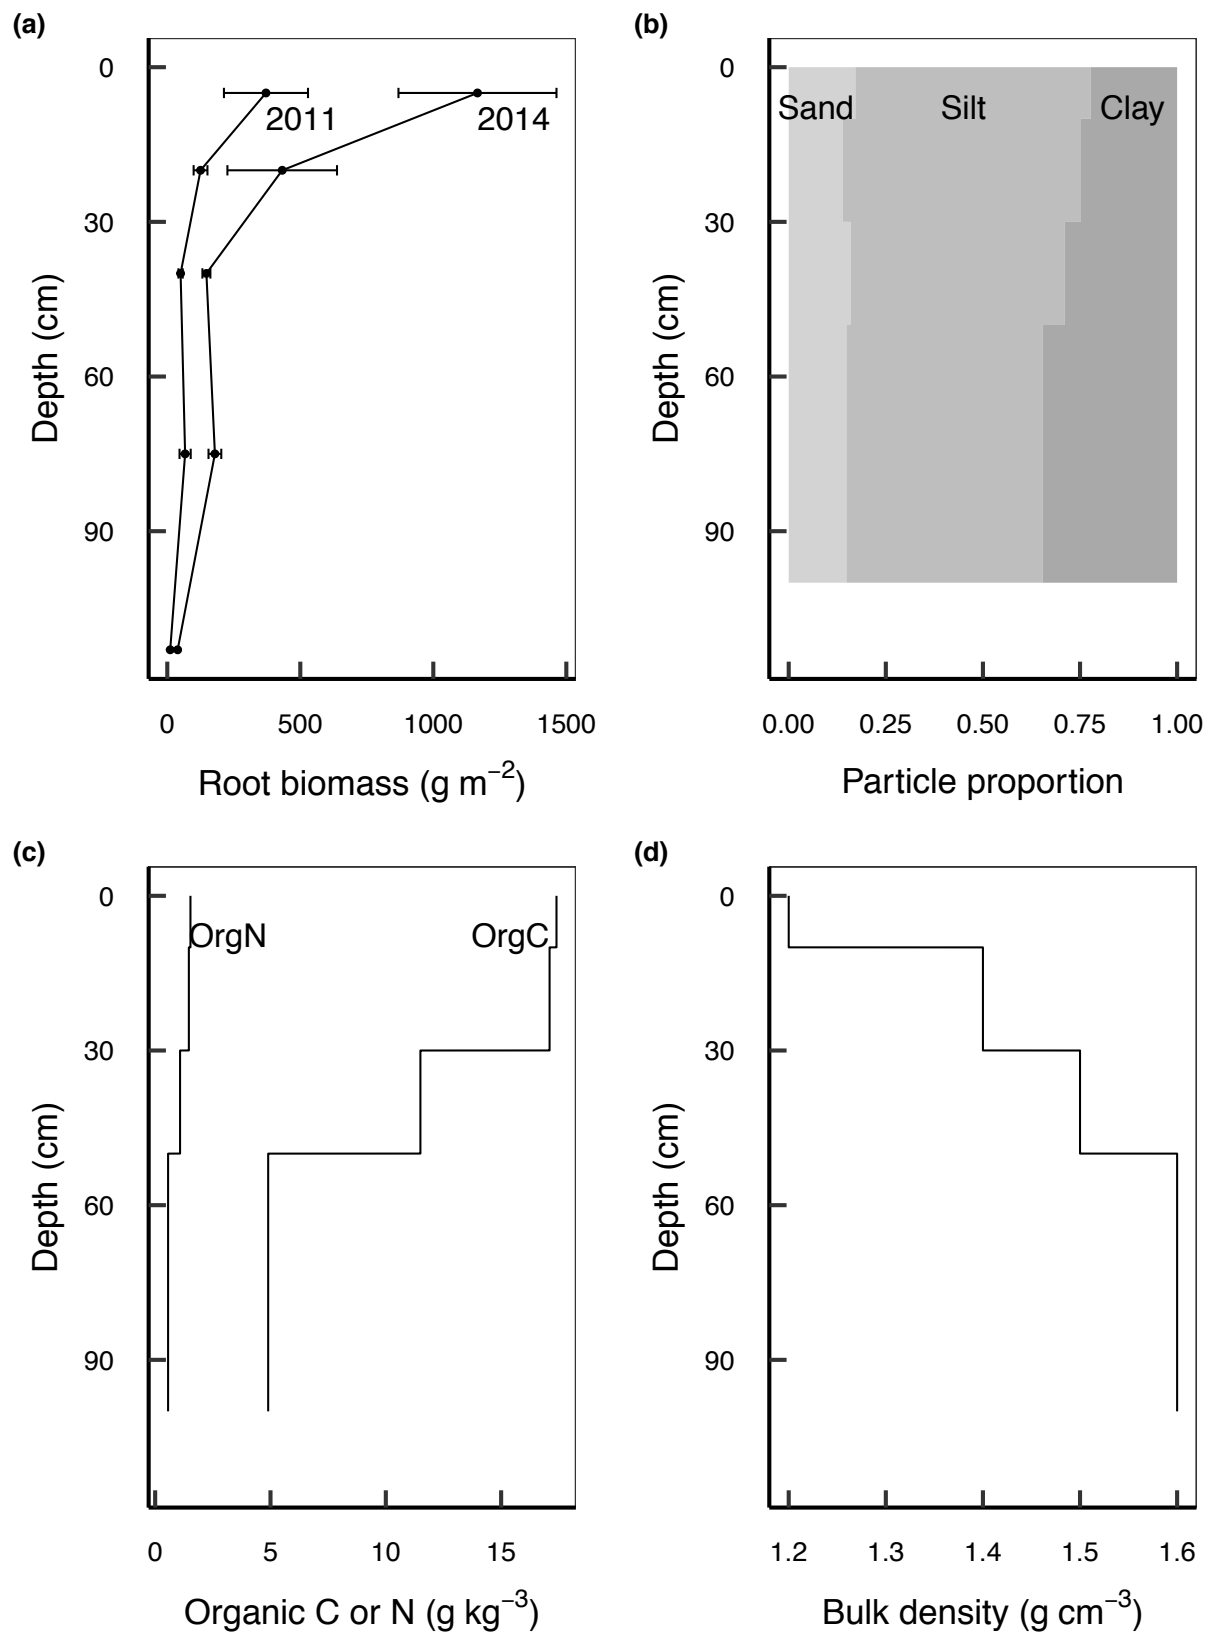 (a)
0
30
60
90
Depth (cm)
2011
2014
0 500 1000 1500
Root biomass (g m⁻²)
(b)
0
30
60
90
Depth (cm)
Sand Silt Clay
0.00 0.25 0.50 0.75 1.00
Particle proportion
(c)
0
30
60
90
Depth (cm)
OrgN OrgC
0 5 10 15
Organic C or N (g kg⁻³)
(d)
0
30
60
90
Depth (cm)
1.2 1.3 1.4 1.5 1.6
Bulk density (g cm⁻³)